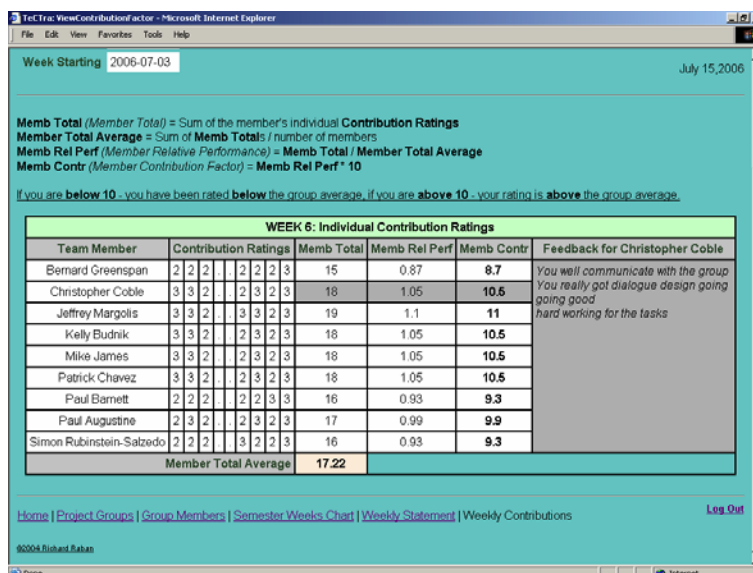 TeCTra: ViewContributionFactor - Microsoft Internet Explorer
File Edit View Favorites Tools Help
Week Starting 2006-07-03
July 15,2006
Memb Total (Member Total) = Sum of the member's individual Contribution Ratings
Member Total Average = Sum of Memb Totals / number of members
Memb Rel Perf (Member Relative Performance) = Memb Total / Member Total Average
Memb Contr (Member Contribution Factor) = Memb Rel Perf * 10
If you are below 10 - you have been rated below the group average, if you are above 10 - your rating is above the group average.
WEEK 6: Individual Contribution Ratings
Team Member Contribution Ratings Memb Total Memb Rel Perf Memb Contr Feedback for Christopher Coble
Bernard Greenspan 2 2 2 . . 2 2 2 3 15 0.87 8.7 You well communicate with the group
Christopher Coble 3 3 2 . . 2 3 2 3 18 1.05 10.5 You really got dialogue design going
going good
Jeffrey Margolis 3 3 2 . . 3 3 2 3 19 1.1 11 hard working for the tasks
Kelly Budnik 3 3 2 . . 2 3 2 3 18 1.05 10.5
Mike James 3 3 2 . . 2 3 2 3 18 1.05 10.5
Patrick Chavez 3 3 2 . . 2 3 2 3 18 1.05 10.5
Paul Barnett 2 2 2 . . 2 2 3 3 16 0.93 9.3
Paul Augustine 2 3 2 . . 2 3 2 3 17 0.99 9.9
Simon Rubinstein-Salzedo 2 2 2 . . 3 2 2 3 16 0.93 9.3
Member Total Average 17.22
Home | Project Groups | Group Members | Semester Weeks Chart | Weekly Statement | Weekly Contributions
Log Out
©2004 Richard Raban